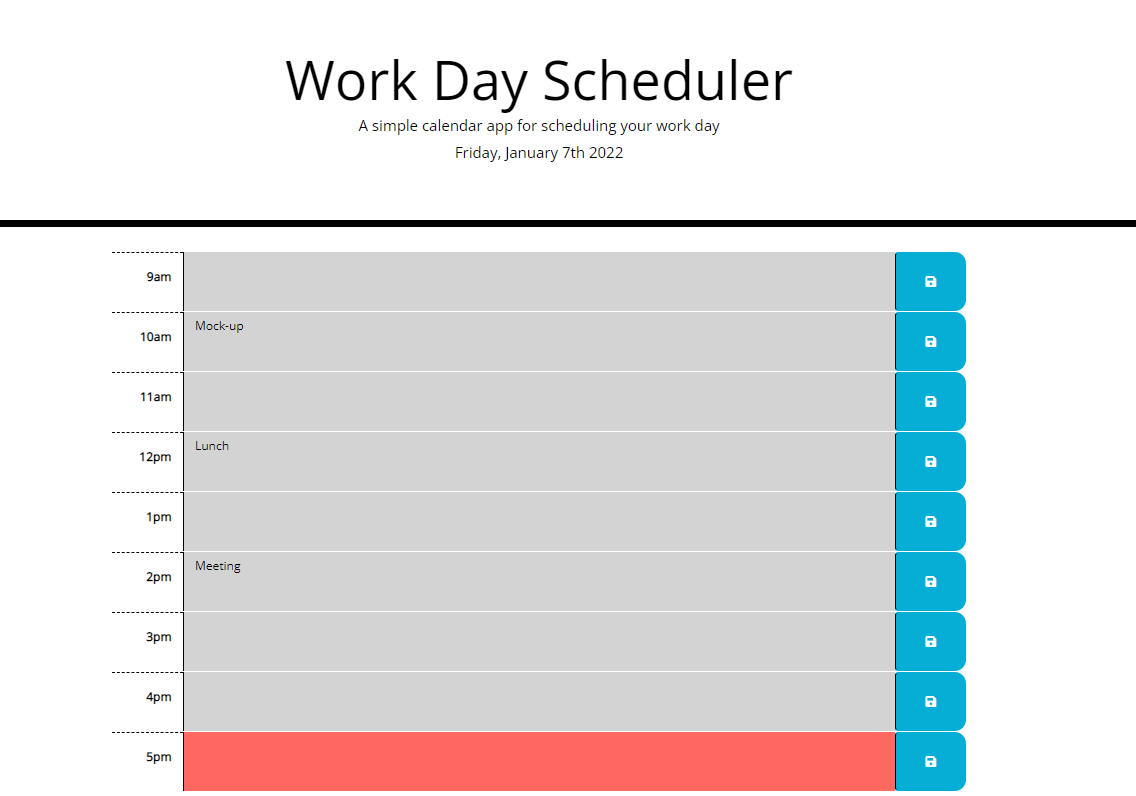 Work Day Scheduler
A simple calendar app for scheduling your work day
Friday, January 7th 2022
9am
10am
Mock-up
11am
12pm
Lunch
1pm
2pm
Meeting
3pm
4pm
5pm